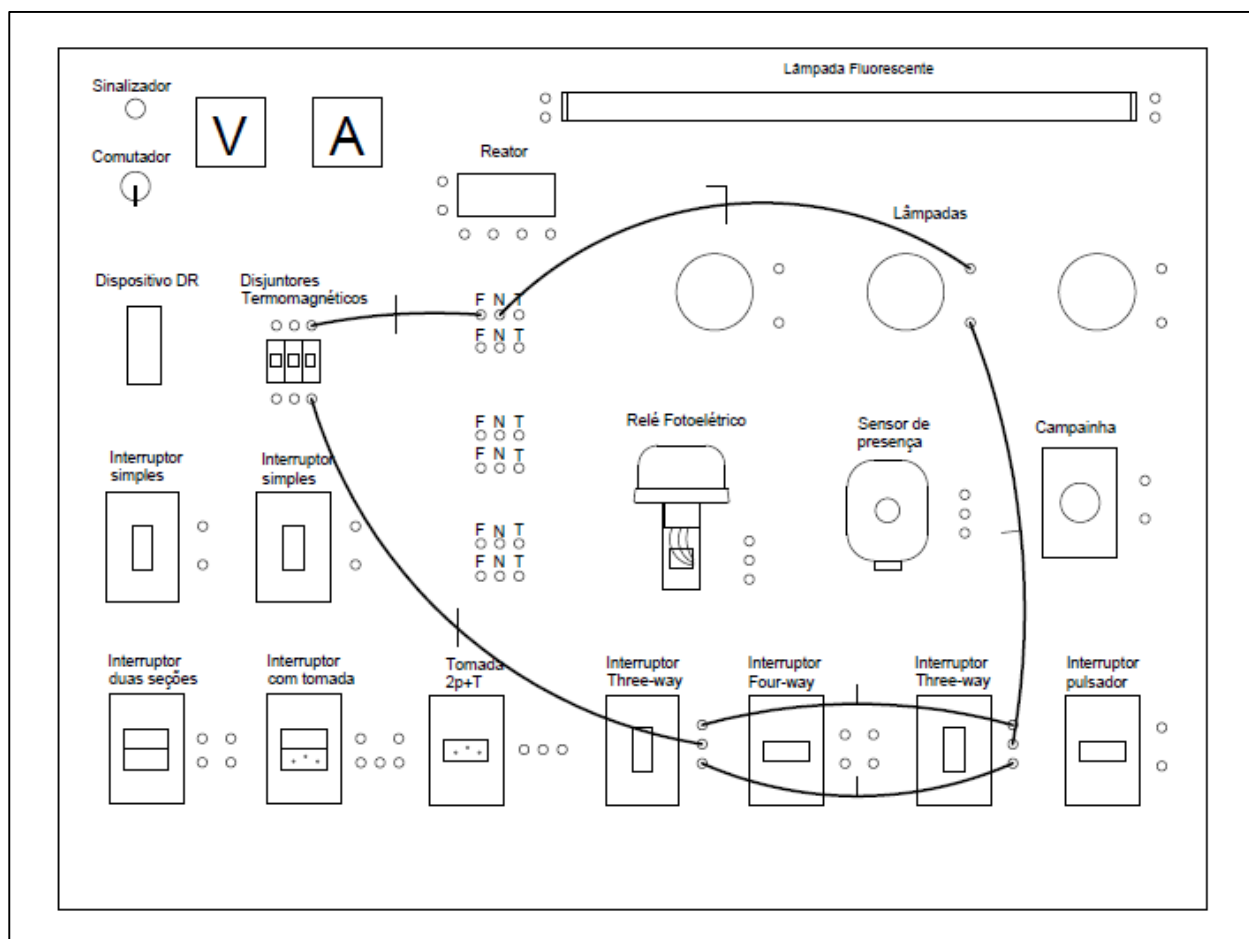 Lâmpada Fluorescente
Sinalizador
V
A
Comutador
Reator
Lâmpadas
Dispositivo DR
Disjuntores
Termomagnéticos
F N T
F N T
F N T
F N T
Relé Fotoelétrico
Sensor de
presença
Campainha
Interruptor
simples
Interruptor
simples
F N T
F N T
Interruptor
duas seções
Interruptor
com tomada
Tomada
2p+T
Interruptor
Three-way
Interruptor
Four-way
Interruptor
Three-way
Interruptor
pulsador